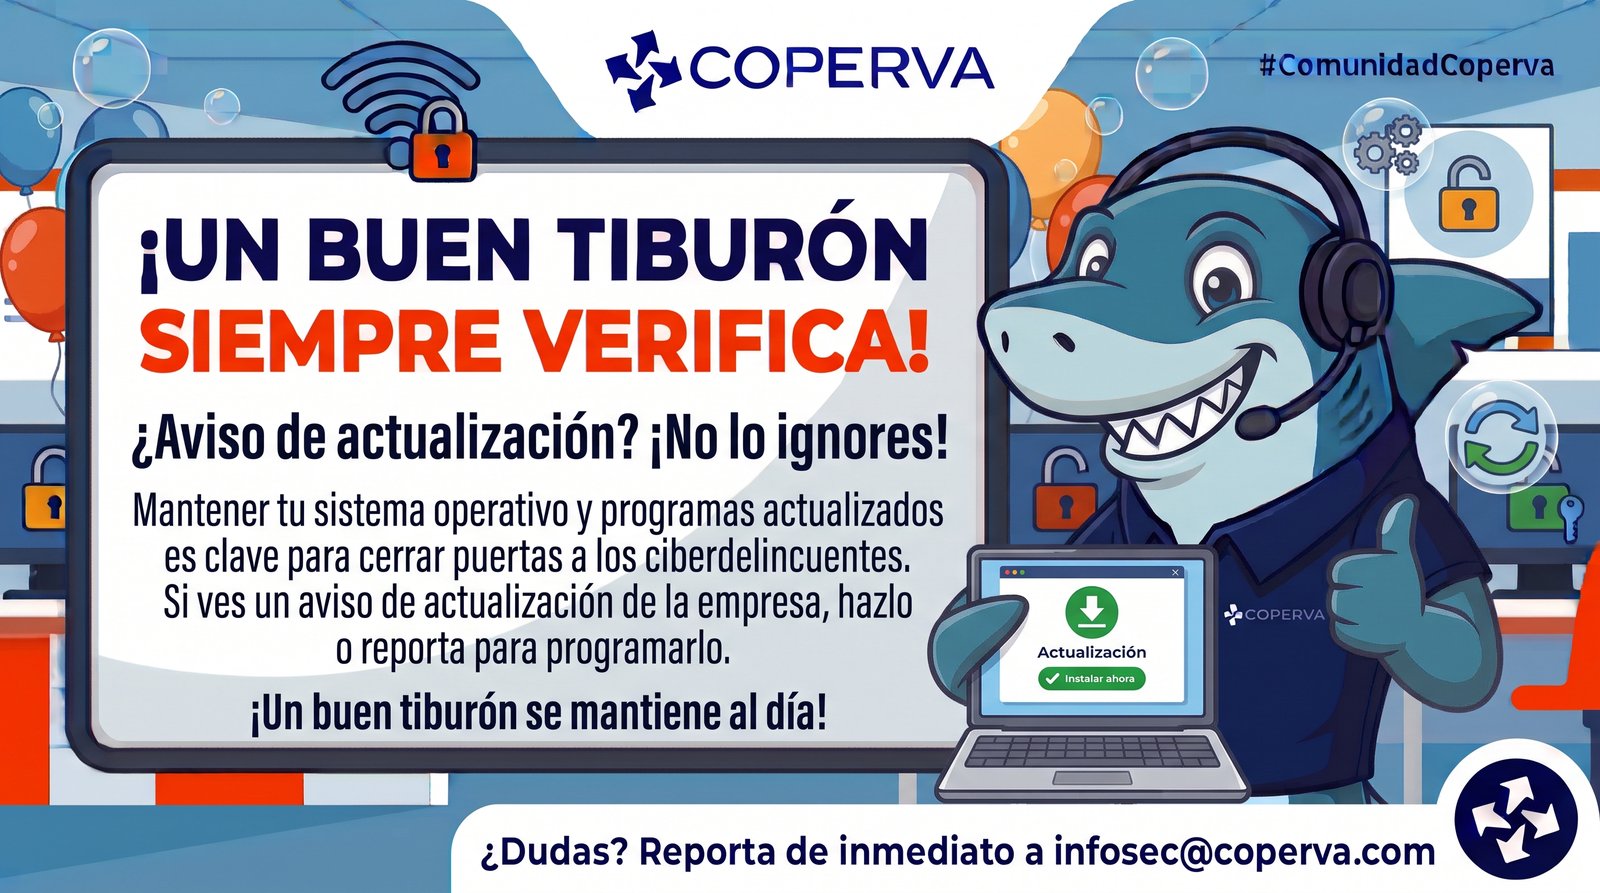 COPERVA
#ComunidadCoperva
¡UN BUEN TIBURÓN
SIEMPRE VERIFICA!
¿Aviso de actualización? ¡No lo ignores!
Mantener tu sistema operativo y programas actualizados
es clave para cerrar puertas a los ciberdelincuentes.
Si ves un aviso de actualización de la empresa, hazlo
o reporta para programarlo.
¡Un buen tiburón se mantiene al día!
Actualización
Instalar ahora
COPERVA
¿Dudas? Reporta de inmediato a infosec@coperva.com